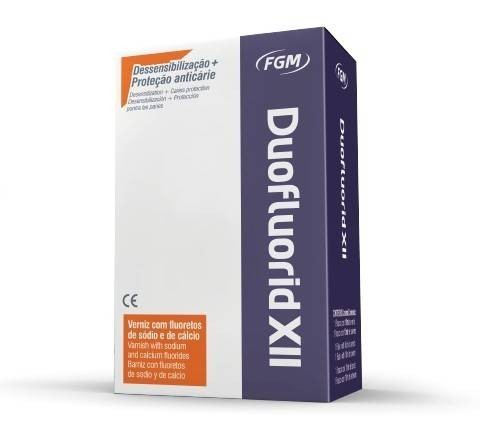 Dessensibilização +
Proteção anticárie
Desensitization + Caries protection
Desensibilización + Protección
contra las caries
FGM
Duofluorid XII
Duofluorid XII
CE
Verniz com fluoretos
de sódio e de cálcio
Varnish with sodium
and calcium fluorides
Barniz con fluoretos
de sodio y de calcio